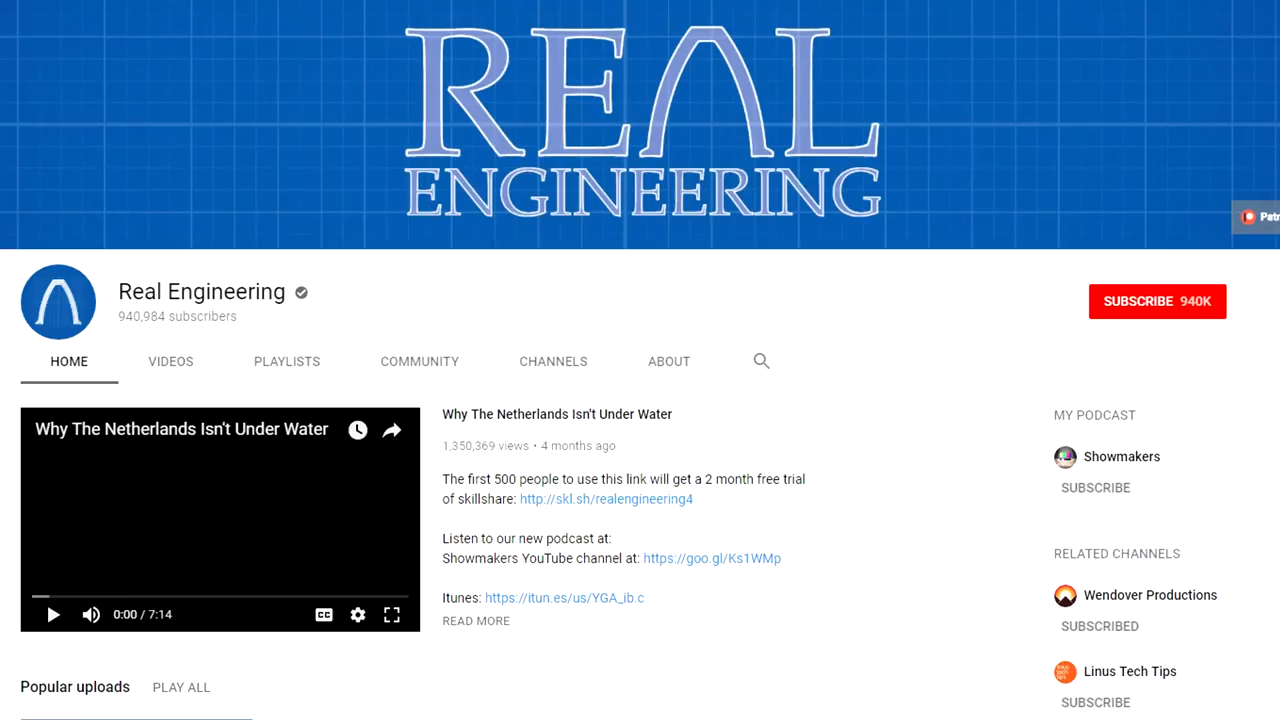 REAL
ENGINEERING
Patr
Real Engineering
940,984 subscribers
SUBSCRIBE 940K
HOME VIDEOS PLAYLISTS COMMUNITY CHANNELS ABOUT
Why The Netherlands Isn't Under Water
0:00 / 7:14
CC
Why The Netherlands Isn't Under Water
1,350,369 views • 4 months ago
The first 500 people to use this link will get a 2 month free trial
of skillshare: http://skl.sh/realengineering4
Listen to our new podcast at:
Showmakers YouTube channel at: https://goo.gl/Ks1WMp
Itunes: https://itun.es/us/YGA_ib.c
READ MORE
MY PODCAST
Showmakers
SUBSCRIBE
RELATED CHANNELS
Wendover Productions
SUBSCRIBED
linus
tech
tips
Linus Tech Tips
SUBSCRIBE
Popular uploads PLAY ALL